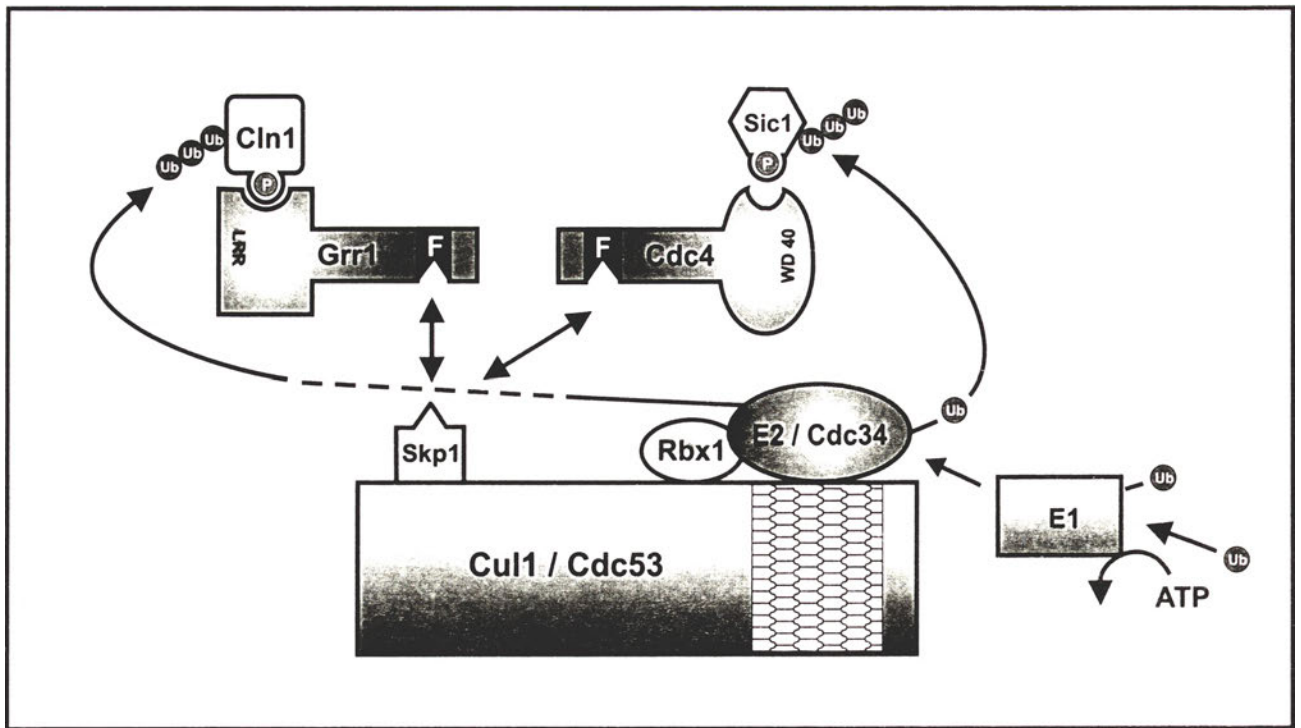 Cln1
Ub Ub Ub
P
LRR
Grr1
F
Sic1
Ub Ub Ub
P
F
Cdc4
WD 40
Skp1
Rbx1
E2 / Cdc34
Ub
Cul1 / Cdc53
E1
Ub
Ub
ATP